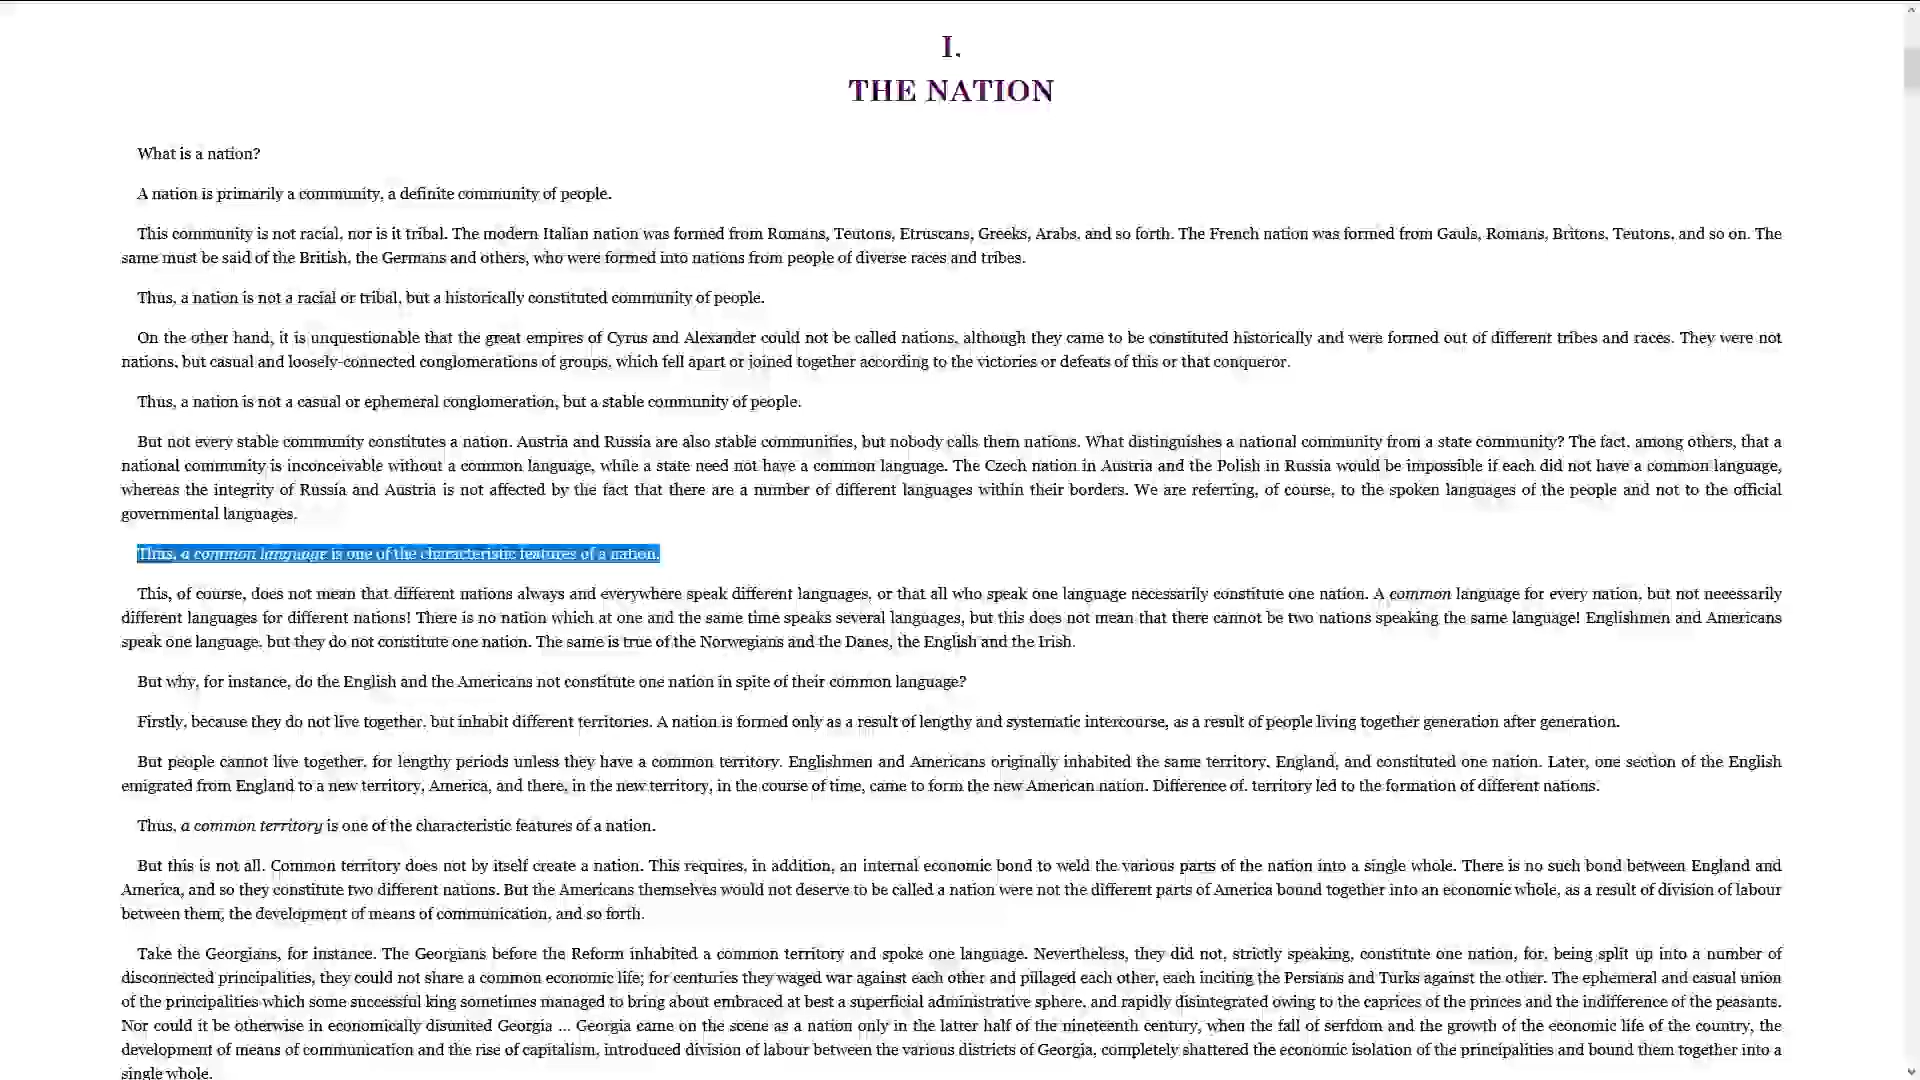 I.
THE NATION
What is a nation?
A nation is primarily a community, a definite community of people.
This community is not racial, nor is it tribal. The modern Italian nation was formed from Romans, Teutons, Etruscans, Greeks, Arabs, and so forth. The French nation was formed from Gauls, Romans, Britons, Teutons, and so on. The
same must be said of the British, the Germans and others, who were formed into nations from people of diverse races and tribes.
Thus, a nation is not a racial or tribal, but a historically constituted community of people.
On the other hand, it is unquestionable that the great empires of Cyrus and Alexander could not be called nations, although they came to be constituted historically and were formed out of different tribes and races. They were not
nations, but casual and loosely-connected conglomerations of groups, which fell apart or joined together according to the victories or defeats of this or that conqueror.
Thus, a nation is not a casual or ephemeral conglomeration, but a stable community of people.
But not every stable community constitutes a nation. Austria and Russia are also stable communities, but nobody calls them nations. What distinguishes a national community from a state community? The fact, among others, that a
national community is inconceivable without a common language, while a state need not have a common language. The Czech nation in Austria and the Polish in Russia would be impossible if each did not have a common language,
whereas the integrity of Russia and Austria is not affected by the fact that there are a number of different languages within their borders. We are referring, of course, to the spoken languages of the people and not to the official
governmental languages.
Thus, a common language is one of the characteristic features of a nation.
This, of course, does not mean that different nations always and everywhere speak different languages, or that all who speak one language necessarily constitute one nation. A common language for every nation, but not necessarily
different languages for different nations! There is no nation which at one and the same time speaks several languages, but this does not mean that there cannot be two nations speaking the same language! Englishmen and Americans
speak one language, but they do not constitute one nation. The same is true of the Norwegians and the Danes, the English and the Irish.
But why, for instance, do the English and the Americans not constitute one nation in spite of their common language?
Firstly, because they do not live together, but inhabit different territories. A nation is formed only as a result of lengthy and systematic intercourse, as a result of people living together generation after generation.
But people cannot live together, for lengthy periods unless they have a common territory. Englishmen and Americans originally inhabited the same territory, England, and constituted one nation. Later, one section of the English
emigrated from England to a new territory, America, and there, in the new territory, in the course of time, came to form the new American nation. Difference of. territory led to the formation of different nations.
Thus, a common territory is one of the characteristic features of a nation.
But this is not all. Common territory does not by itself create a nation. This requires, in addition, an internal economic bond to weld the various parts of the nation into a single whole. There is no such bond between England and
America, and so they constitute two different nations. But the Americans themselves would not deserve to be called a nation were not the different parts of America bound together into an economic whole, as a result of division of labour
between them, the development of means of communication, and so forth.
Take the Georgians, for instance. The Georgians before the Reform inhabited a common territory and spoke one language. Nevertheless, they did not, strictly speaking, constitute one nation, for, being split up into a number of
disconnected principalities, they could not share a common economic life; for centuries they waged war against each other and pillaged each other, each inciting the Persians and Turks against the other. The ephemeral and casual union
of the principalities which some successful king sometimes managed to bring about embraced at best a superficial administrative sphere, and rapidly disintegrated owing to the caprices of the princes and the indifference of the peasants.
Nor could it be otherwise in economically disunited Georgia ... Georgia came on the scene as a nation only in the latter half of the nineteenth century, when the fall of serfdom and the growth of the economic life of the country, the
development of means of communication and the rise of capitalism, introduced division of labour between the various districts of Georgia, completely shattered the economic isolation of the principalities and bound them together into a
single whole.